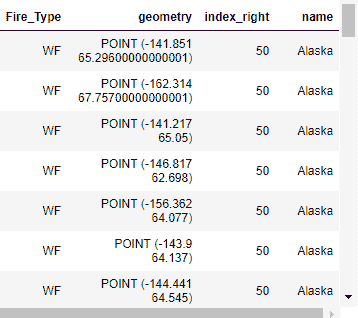 Fire_Type geometry index_right name
WF POINT (-141.851 65.29600000000001) 50 Alaska
WF POINT (-162.314 67.75700000000001) 50 Alaska
WF POINT (-141.217 65.05) 50 Alaska
WF POINT (-146.817 62.698) 50 Alaska
WF POINT (-156.362 64.077) 50 Alaska
WF POINT (-143.9 64.137) 50 Alaska
WF POINT (-144.441 64.545) 50 Alaska